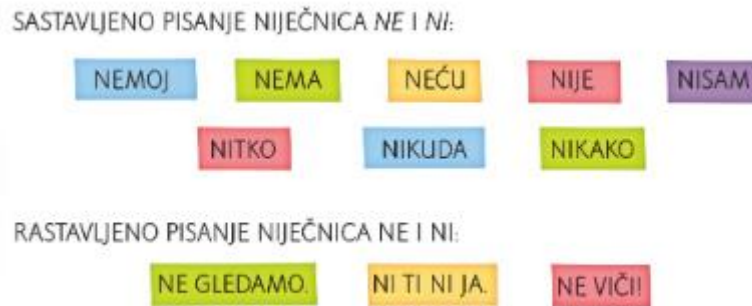 SASTAVLJENO PISANJE NIJEČNICA NE I NI:
NEMOJ NEMA NEĆU NIJE NISAM
NITKO NIKUDA NIKAKO
RASTAVLJENO PISANJE NIJEČNICA NE I NI:
NE GLEDAMO. NI TI NI JA. NE VIČI!